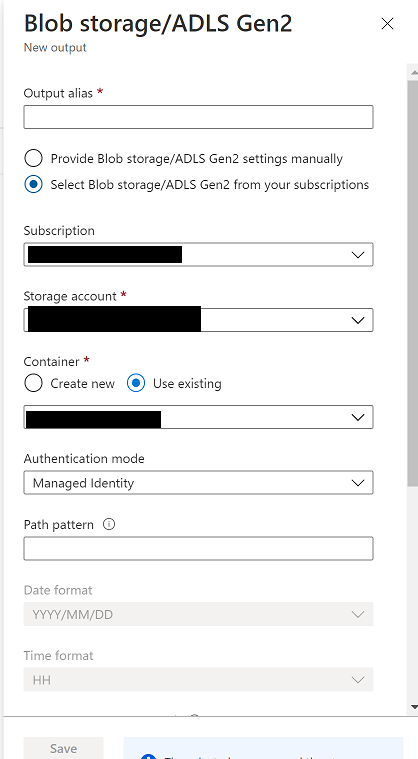 Blob storage/ADLS Gen2
New output
Output alias *
Provide Blob storage/ADLS Gen2 settings manually
Select Blob storage/ADLS Gen2 from your subscriptions
Subscription
Storage account *
Container *
Create new Use existing
Authentication mode
Managed Identity
Path pattern
Date format
YYYY/MM/DD
Time format
HH
Save